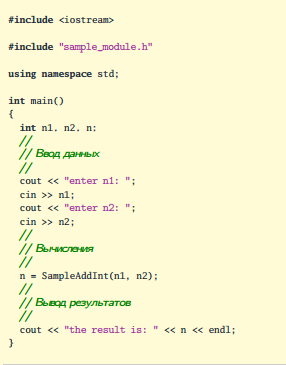 #include <iostream>
#include "sample_module.h"
using namespace std;
int main()
{
int n1, n2, n;
//
// Ввод данных
//
cout << "enter n1: ";
cin >> n1;
cout << "enter n2: ";
cin >> n2;
//
// Вычисления
//
n = SampleAddInt(n1, n2);
//
// Вывод результатов
//
cout << "the result is: " << n << endl;
}